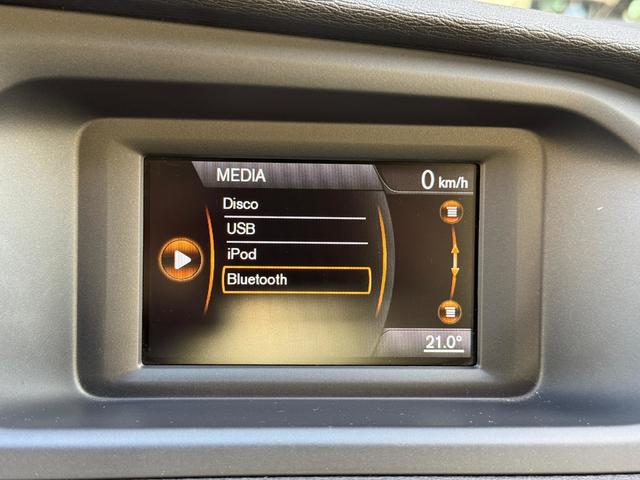 MEDIA
0 km/h
Disco
USB
iPod
Bluetooth
21.0°